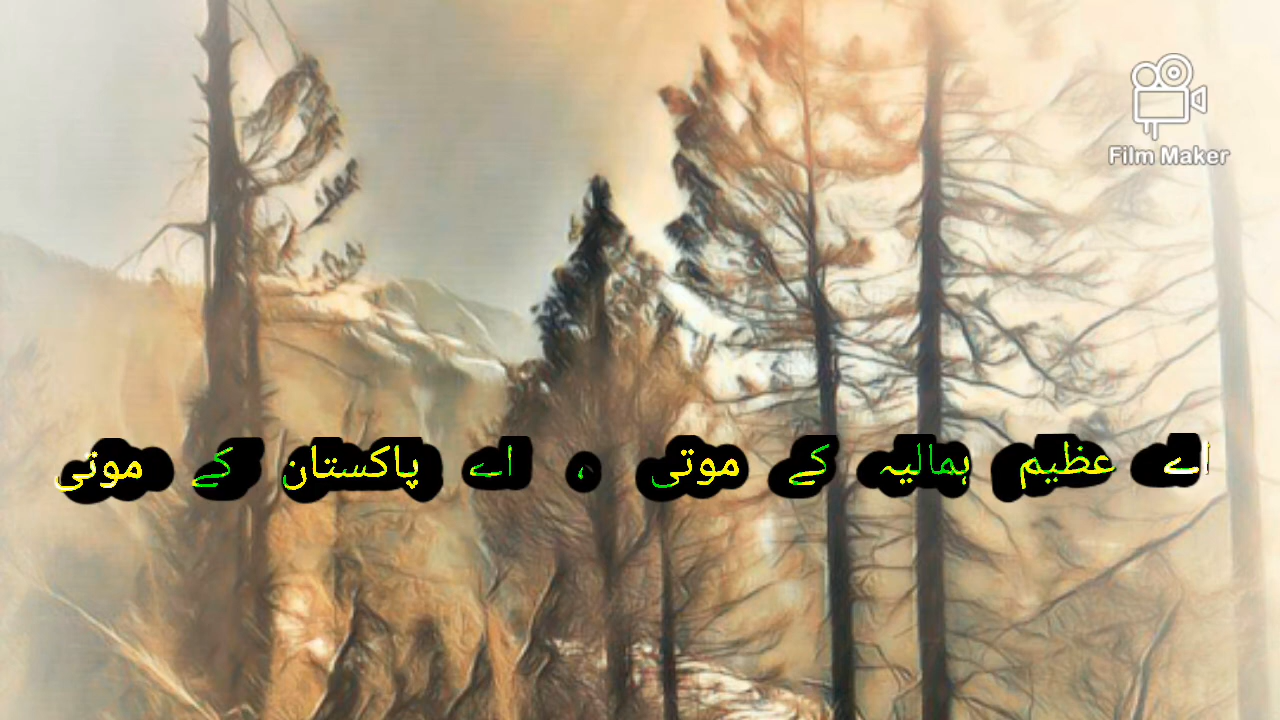 Film Maker
اے عظیم ہمالیہ کے موتی ، اے پاکستان کے موتی